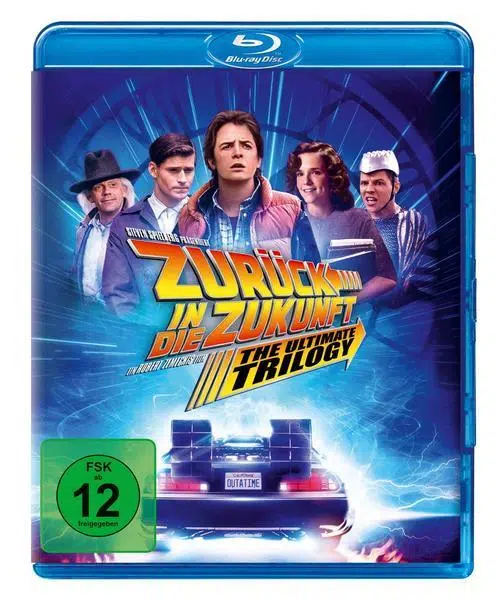 Blu-ray Disc
STEVEN SPIELBERG PRÄSENTIERT
ZURÜCK
IN
DIE ZUKUNFT
EIN ROBERT ZEMECKIS FILM
THE ULTIMATE
TRILOGY
CALIFORNIA
OUTATIME
FSK
ab
12
freigegeben